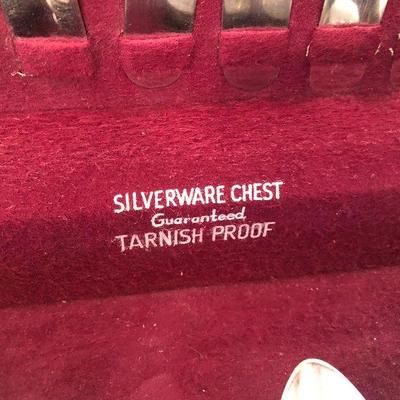 SILVERWARE CHEST
Guaranteed
TARNISH PROOF